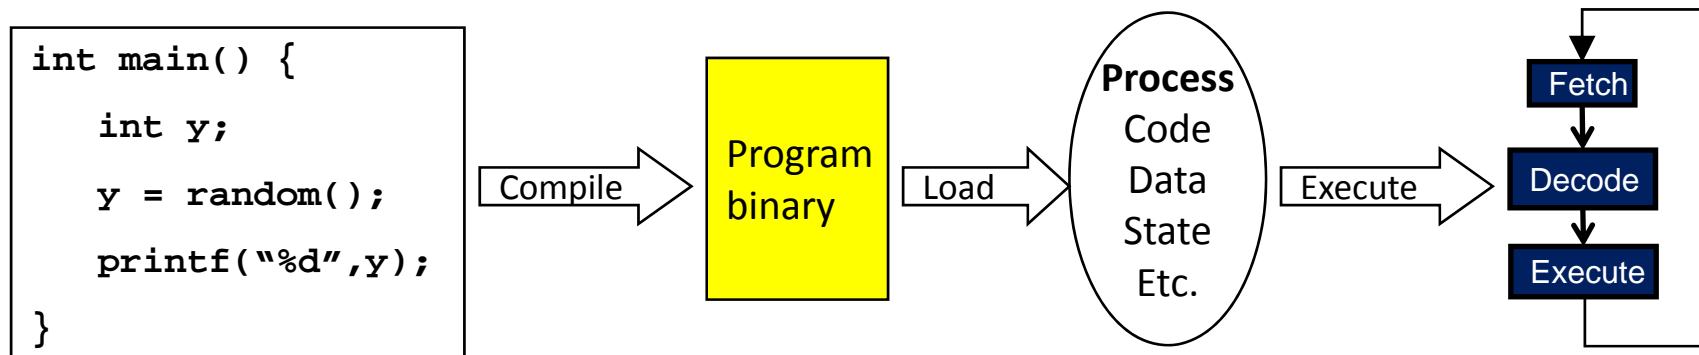 int main() {
int y;
y = random();
printf(“%d”,y);
}
Compile
Program
binary
Load
Process
Code
Data
State
Etc.
Execute
Fetch
Decode
Execute